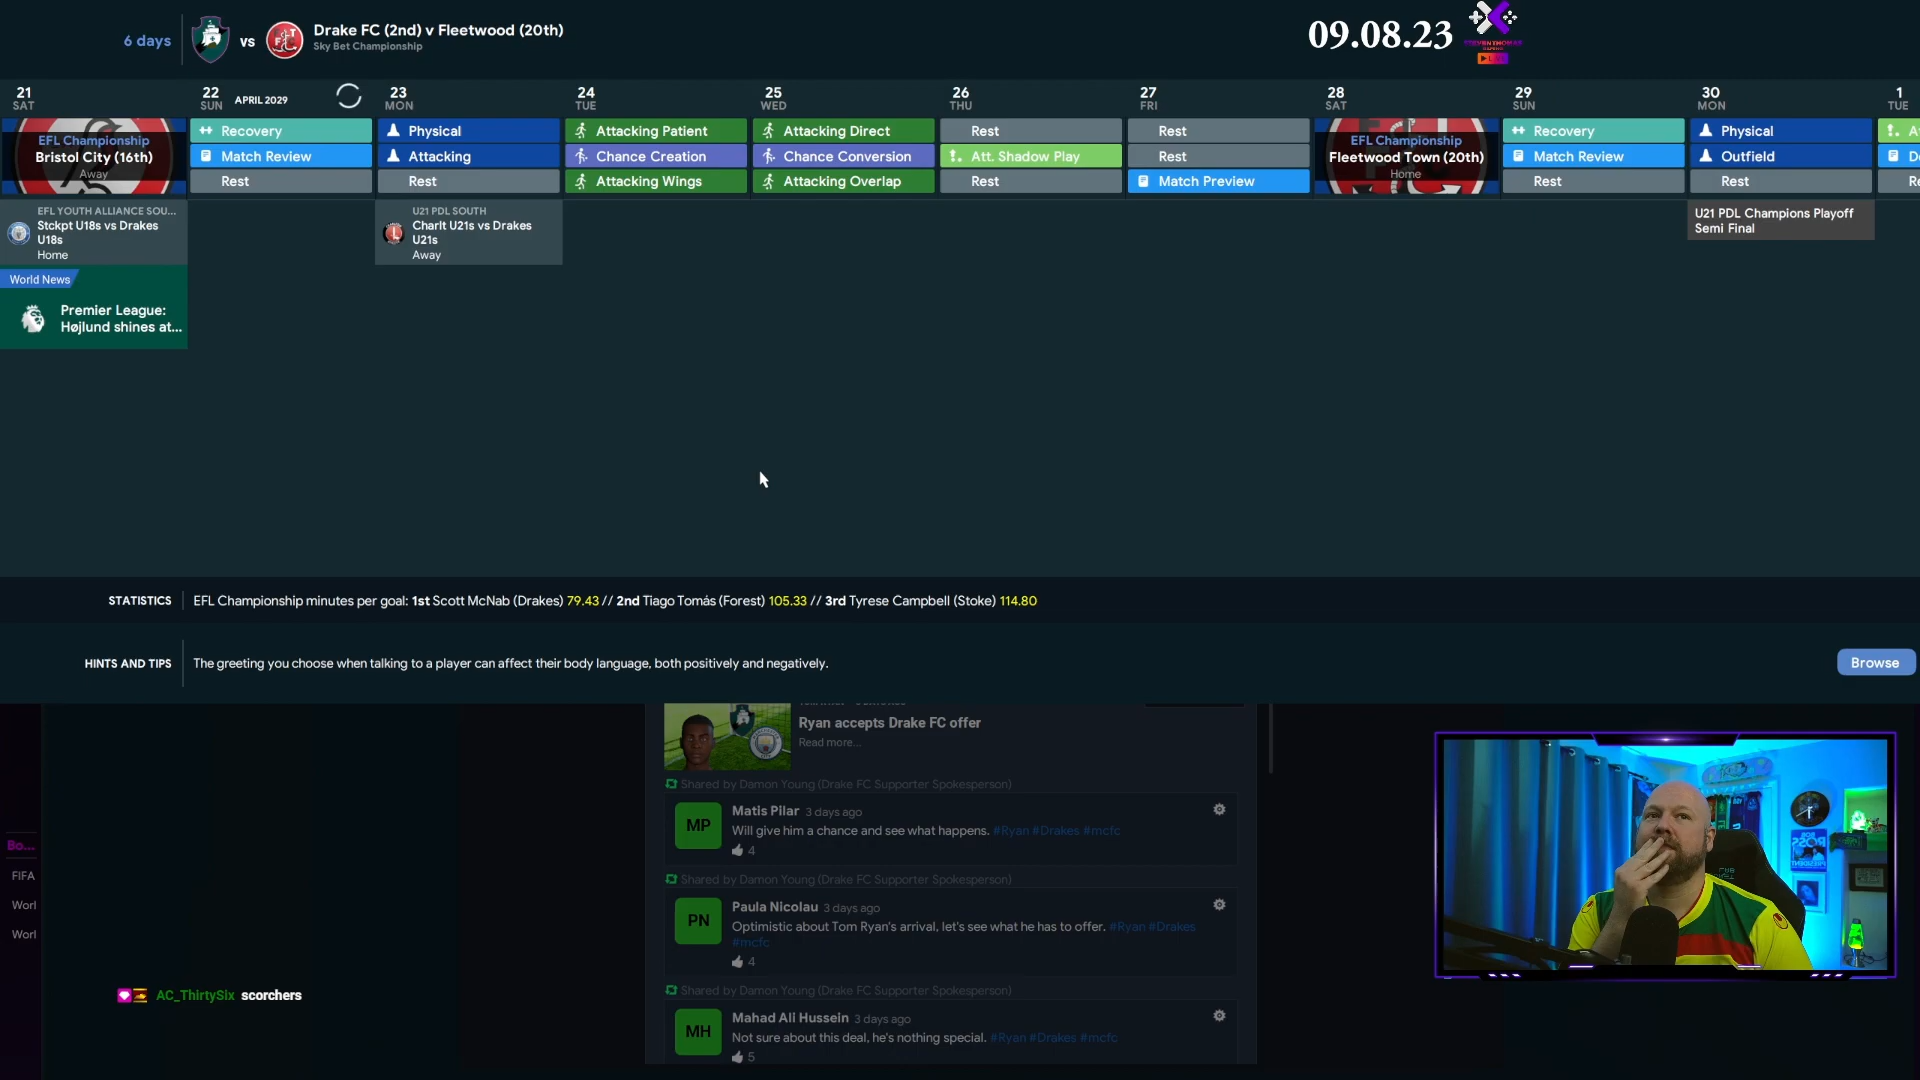 6 days
vs
Drake FC (2nd) v Fleetwood (20th)
Sky Bet Championship
09.08.23
21
SAT
22
SUN
APRIL 2029
23
MON
24
TUE
25
WED
26
THU
27
FRI
28
SAT
29
SUN
30
MON
1
TUE
EFL Championship
Bristol City (16th)
Away
Recovery
Match Review
Rest
Physical
Attacking
Rest
Attacking Patient
Chance Creation
Attacking Wings
Attacking Direct
Chance Conversion
Attacking Overlap
Rest
Att. Shadow Play
Rest
Rest
Rest
Match Preview
EFL Championship
Fleetwood Town (20th)
Home
Recovery
Match Review
Rest
Physical
Outfield
Rest
EFL YOUTH ALLIANCE SOU...
Stckpt U18s vs Drakes
U18s
Home
U21 PDL SOUTH
Charlt U21s vs Drakes
U21s
Away
U21 PDL Champions Playoff
Semi Final
World News
Premier League:
Højlund shines at...
STATISTICS
EFL Championship minutes per goal: 1st Scott McNab (Drakes) 79.43 // 2nd Tiago Tomás (Forest) 105.33 // 3rd Tyrese Campbell (Stoke) 114.80
HINTS AND TIPS
The greeting you choose when talking to a player can affect their body language, both positively and negatively.
Browse
Ryan accepts Drake FC offer
Read more...
Shared by Damon Young (Drake FC Supporter Spokesperson)
MP
Matis Pilar 3 days ago
Will give him a chance and see what happens. #Ryan #Drakes #mcfc
4
Shared by Damon Young (Drake FC Supporter Spokesperson)
PN
Paula Nicolau 3 days ago
Optimistic about Tom Ryan's arrival, let's see what he has to offer. #Ryan #Drakes
#mcfc
4
Shared by Damon Young (Drake FC Supporter Spokesperson)
MH
Mahad Ali Hussein 3 days ago
Not sure about this deal, he's nothing special. #Ryan #Drakes #mcfc
5
Bo...
FIFA
Worl
Worl
AC_ThirtySix scorchers